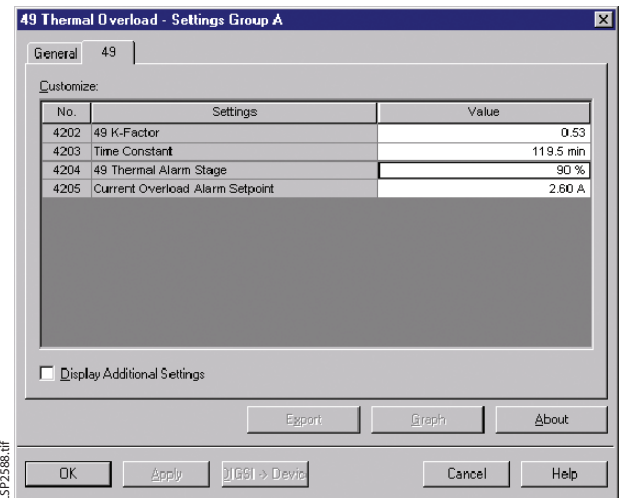 49 Thermal Overload - Settings Group A
General 49
Customize:
No. Settings Value
4202 49 K-Factor 0.53
4203 Time Constant 119.5 min
4204 49 Thermal Alarm Stage 90 %
4205 Current Overload Alarm Setpoint 2.60 A
Display Additional Settings
Export Graph About
OK Apply DIGSI -> Devic Cancel Help
LSP2588.tif